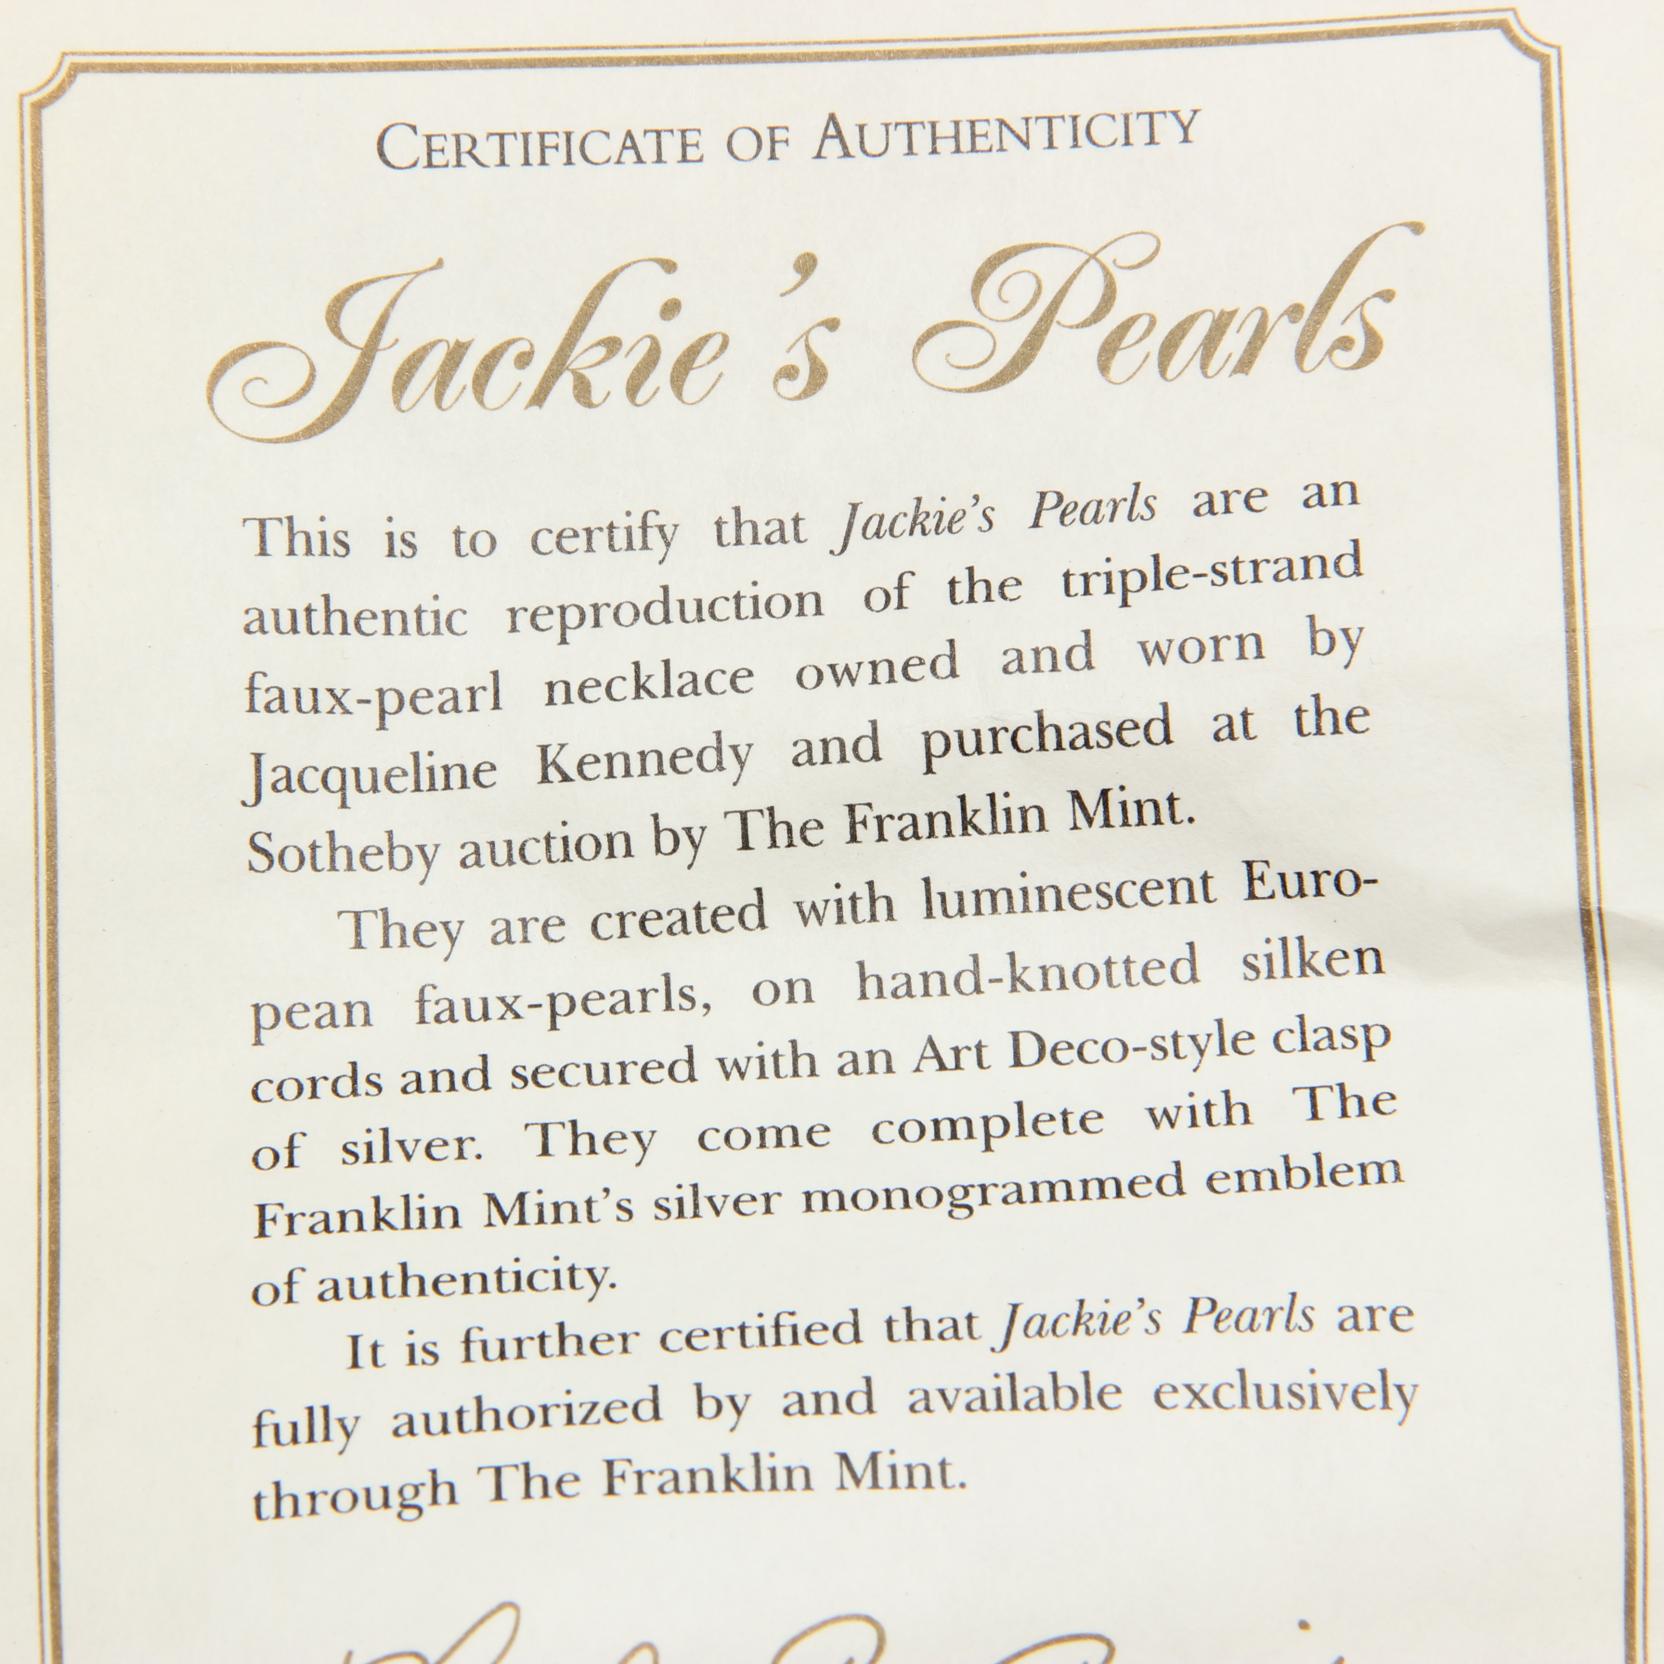 CERTIFICATE OF AUTHENTICITY
Jackie's Pearls
This is to certify that Jackie's Pearls are an
authentic reproduction of the triple-strand
faux-pearl necklace owned and worn by
Jacqueline Kennedy and purchased at the
Sotheby auction by The Franklin Mint.
They are created with luminescent Euro-
pean faux-pearls, on hand-knotted silken
cords and secured with an Art Deco-style clasp
of silver. They come complete with The
Franklin Mint's silver monogrammed emblem
of authenticity.
It is further certified that Jackie's Pearls are
fully authorized by and available exclusively
through The Franklin Mint.